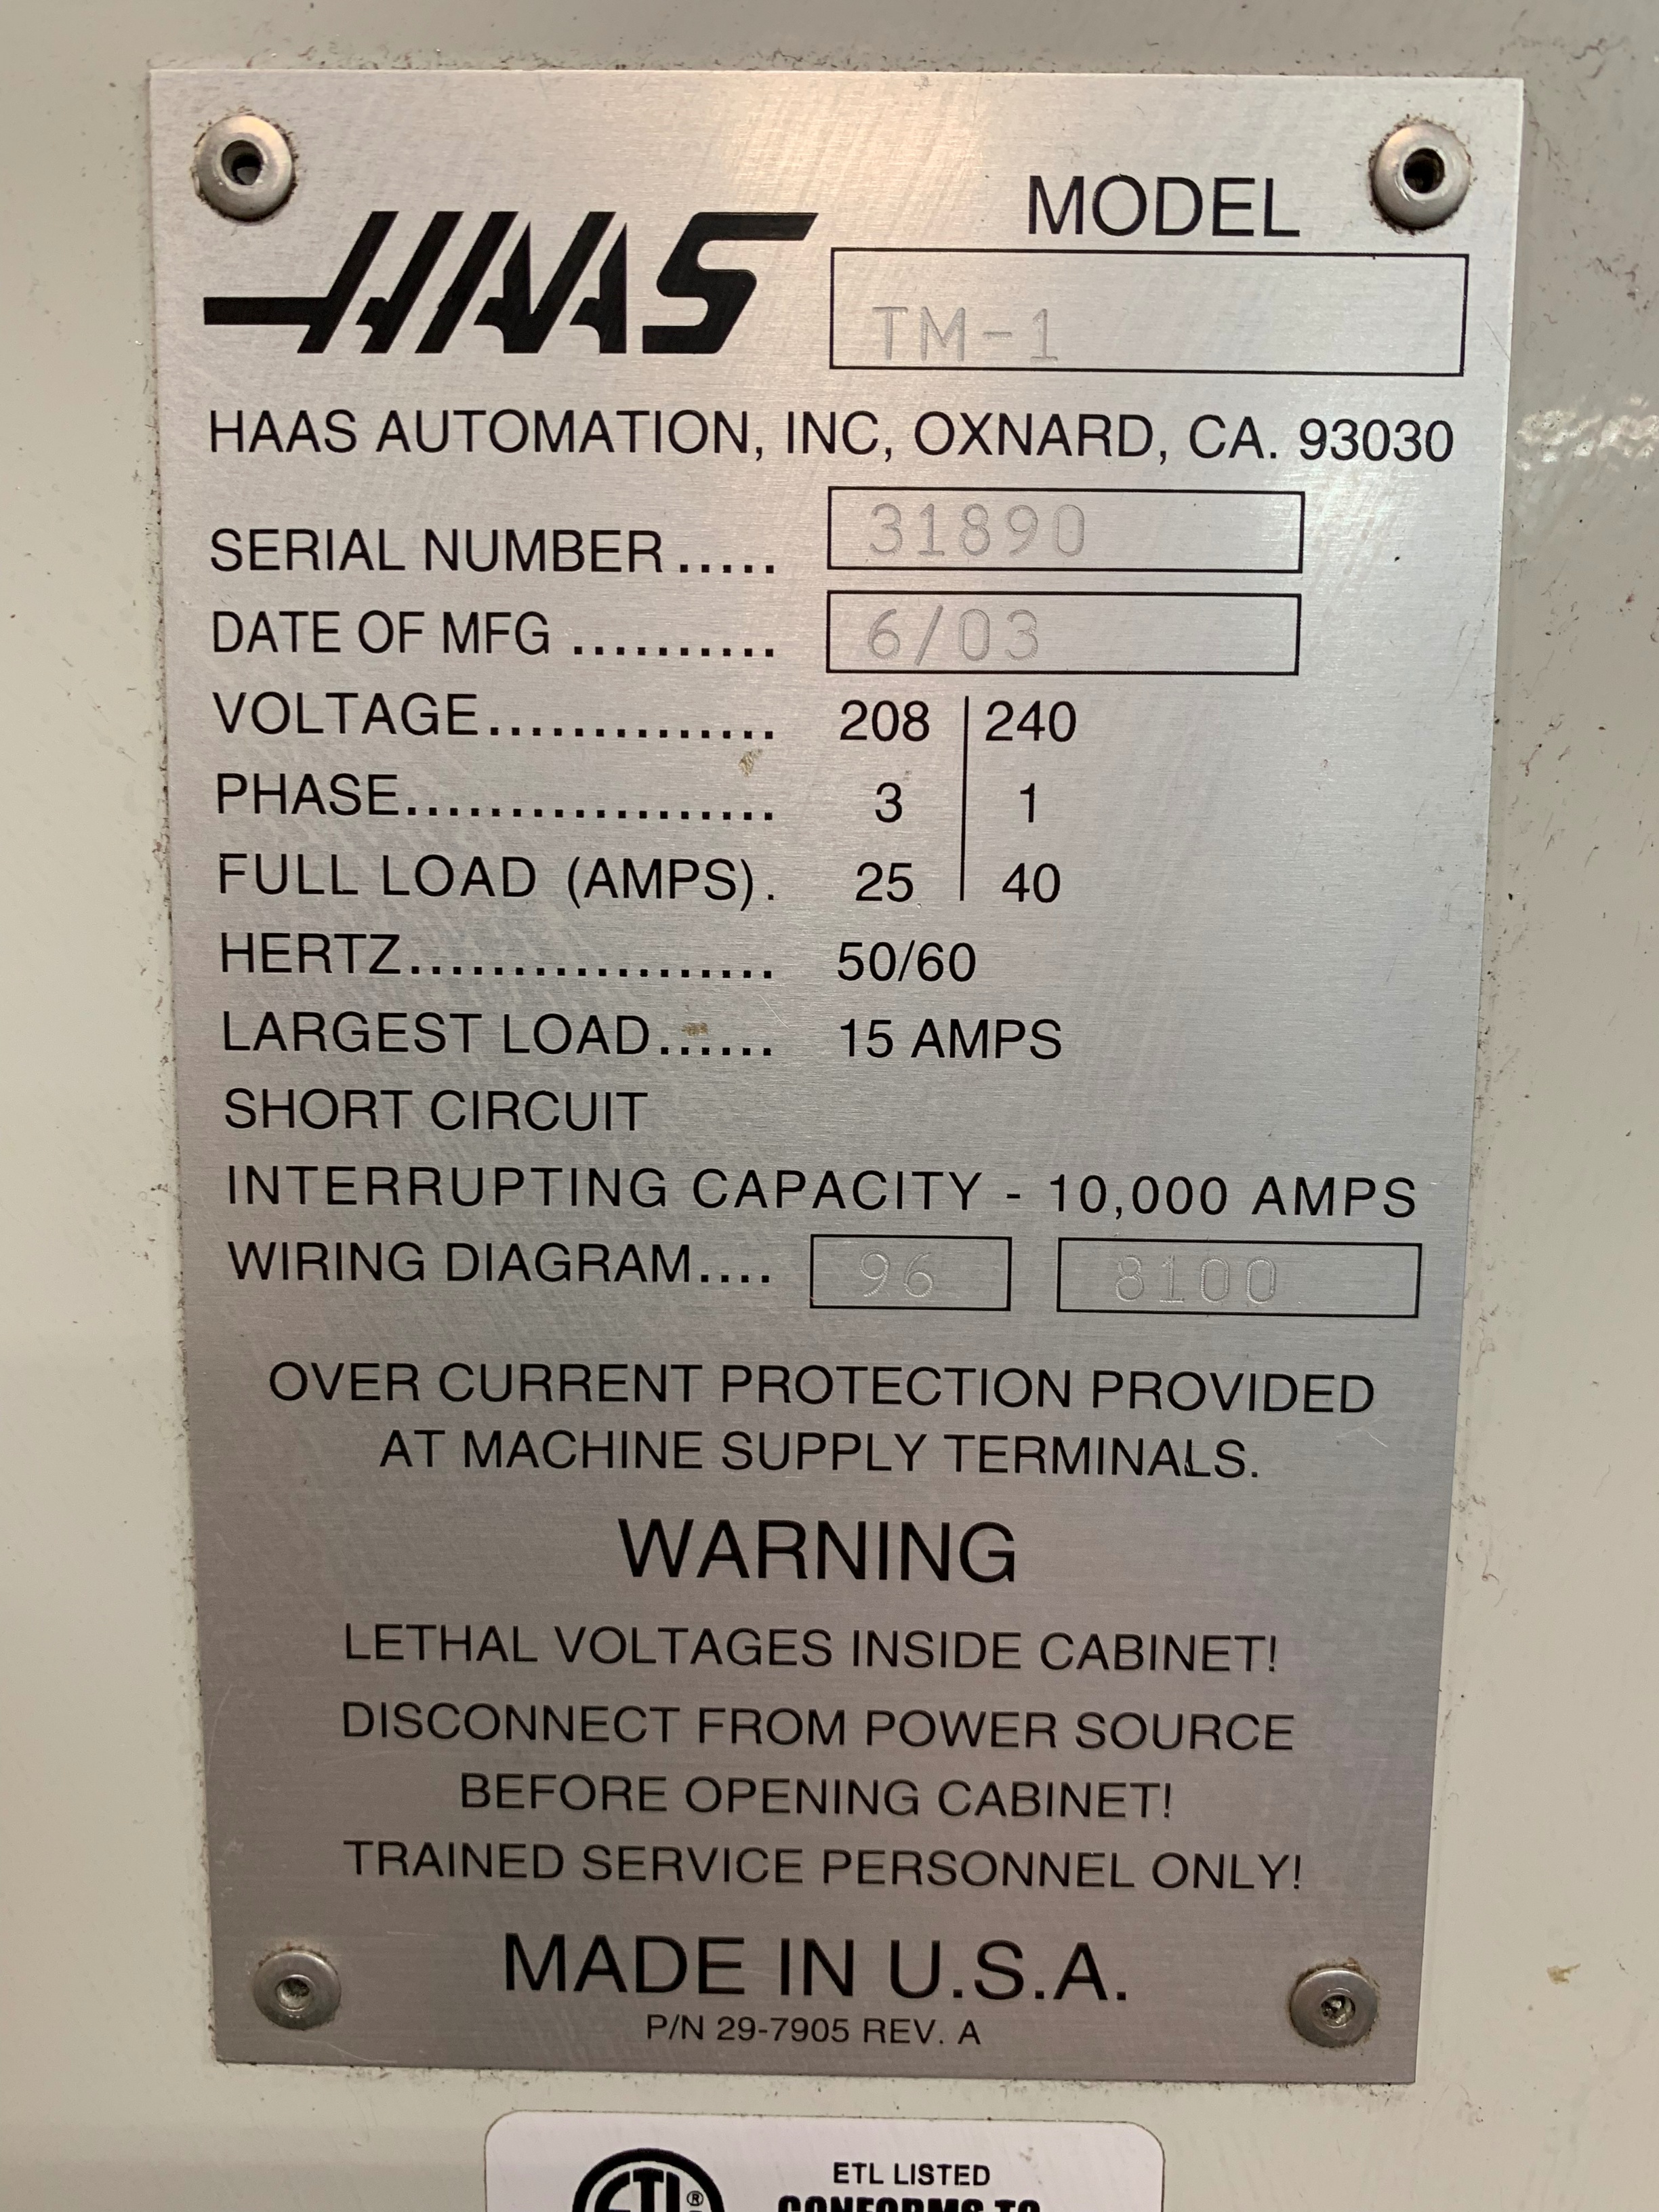 HAAS
MODEL
TM-1
HAAS AUTOMATION, INC, OXNARD, CA. 93030
SERIAL NUMBER ..... 31890
DATE OF MFG .......... 6/03
VOLTAGE.............. 208 | 240
PHASE.................. 3 | 1
FULL LOAD (AMPS). 25 | 40
HERTZ.................. 50/60
LARGEST LOAD...... 15 AMPS
SHORT CIRCUIT
INTERRUPTING CAPACITY - 10,000 AMPS
WIRING DIAGRAM.... 96 8100
OVER CURRENT PROTECTION PROVIDED
AT MACHINE SUPPLY TERMINALS.
WARNING
LETHAL VOLTAGES INSIDE CABINET!
DISCONNECT FROM POWER SOURCE
BEFORE OPENING CABINET!
TRAINED SERVICE PERSONNEL ONLY!
MADE IN U.S.A.
P/N 29-7905 REV. A
ETL ®
ETL LISTED
CONFORMS TO